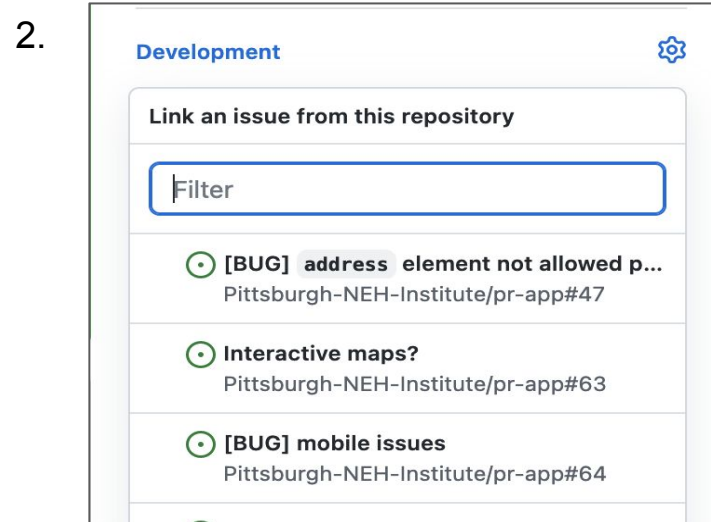 2.
Development
Link an issue from this repository
Filter
[BUG] address element not allowed p...
Pittsburgh-NEH-Institute/pr-app#47
Interactive maps?
Pittsburgh-NEH-Institute/pr-app#63
[BUG] mobile issues
Pittsburgh-NEH-Institute/pr-app#64